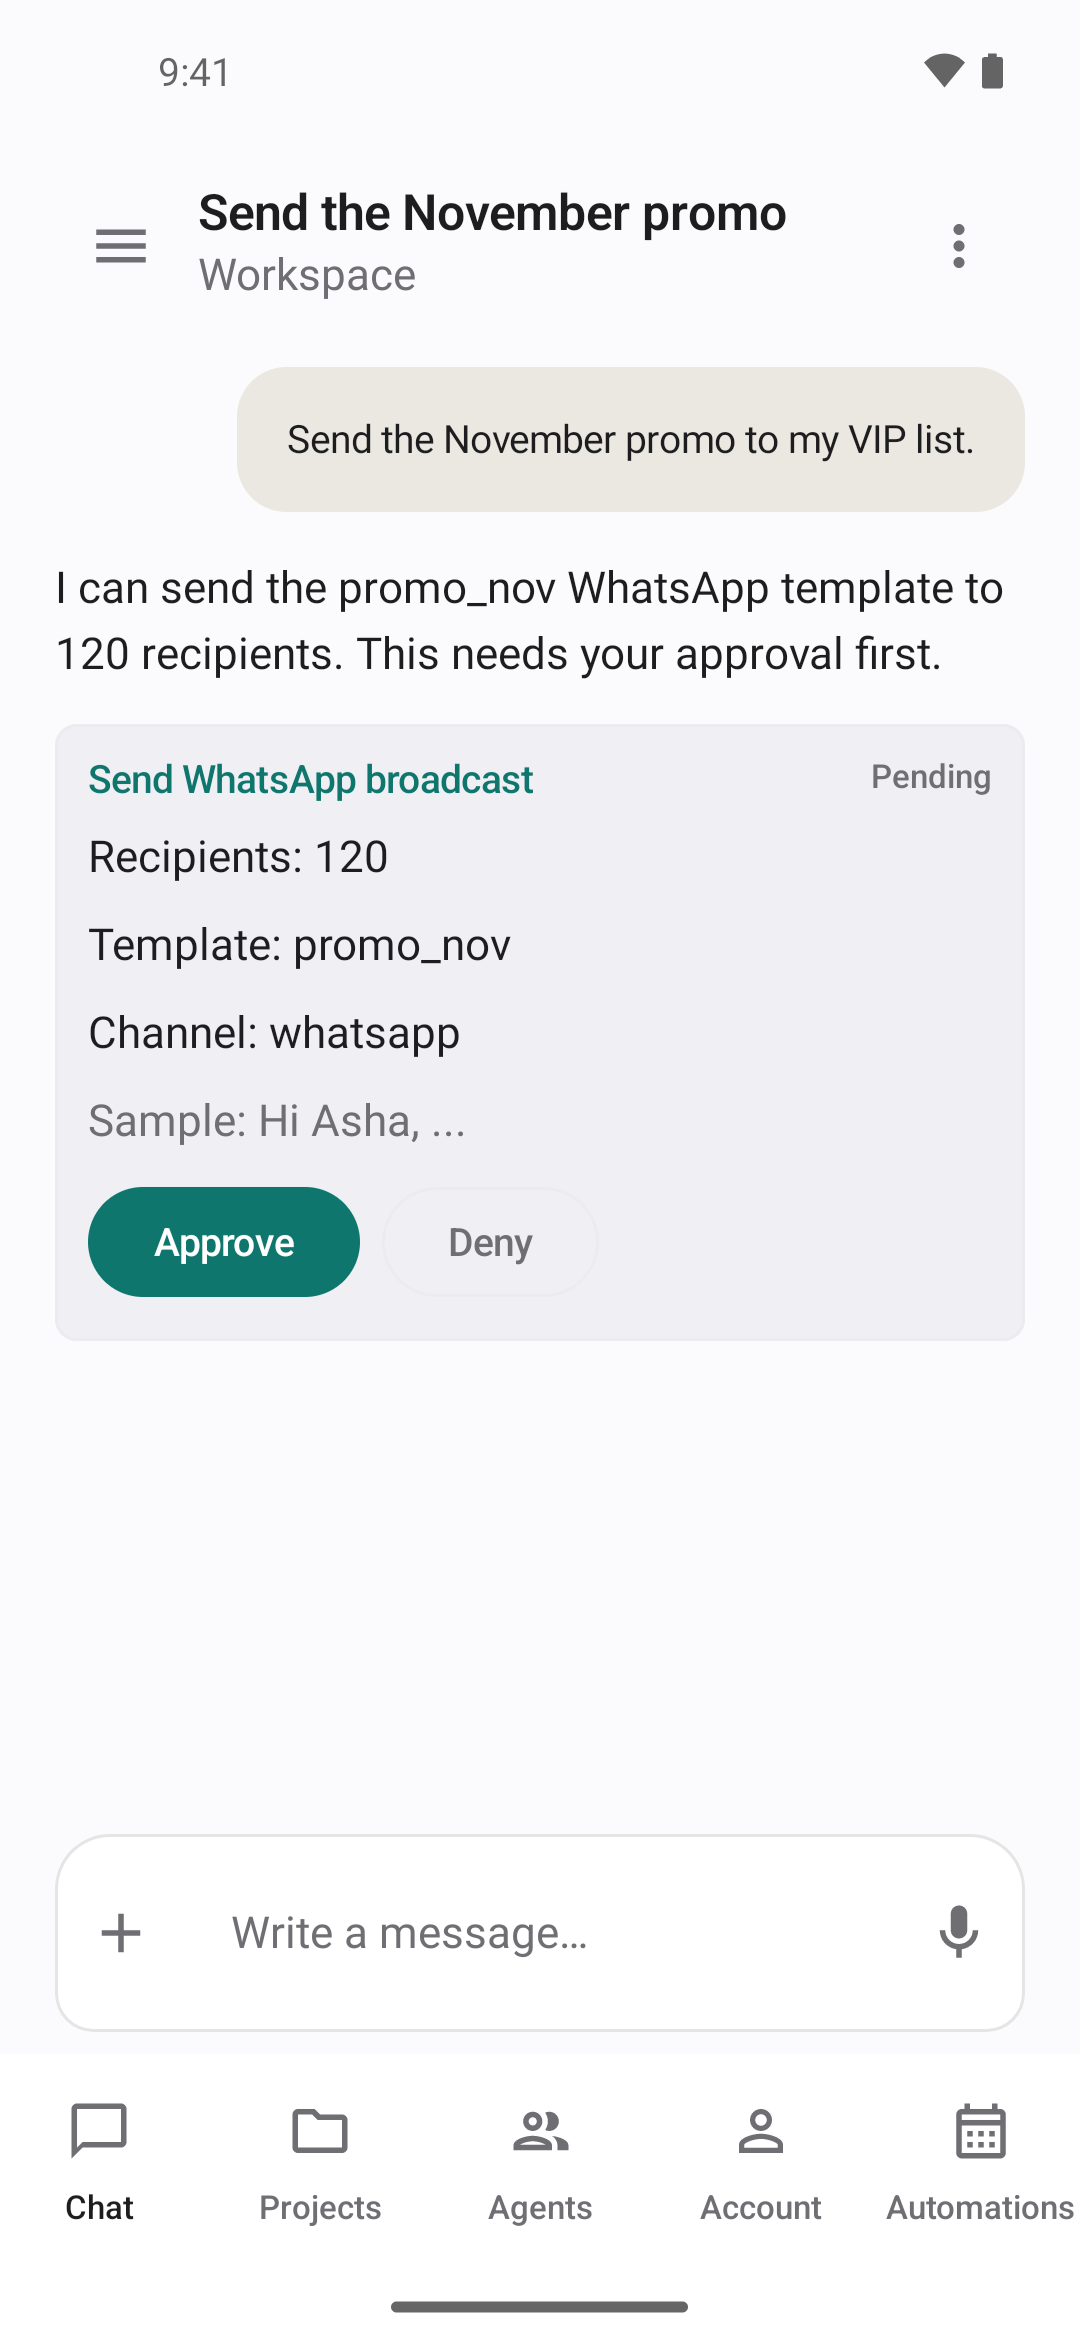 9:41
Send the November promo
Workspace
Send the November promo to my VIP list.
I can send the promo_nov WhatsApp template to
120 recipients. This needs your approval first.
Send WhatsApp broadcast
Pending
Recipients: 120
Template: promo_nov
Channel: whatsapp
Sample: Hi Asha, ...
Approve
Deny
Write a message…
Chat
Projects
Agents
Account
Automations